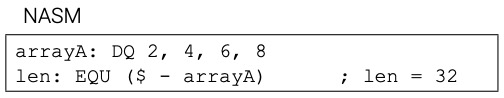 NASM
arrayA: DQ 2, 4, 6, 8
len: EQU ($ - arrayA)      ; len = 32